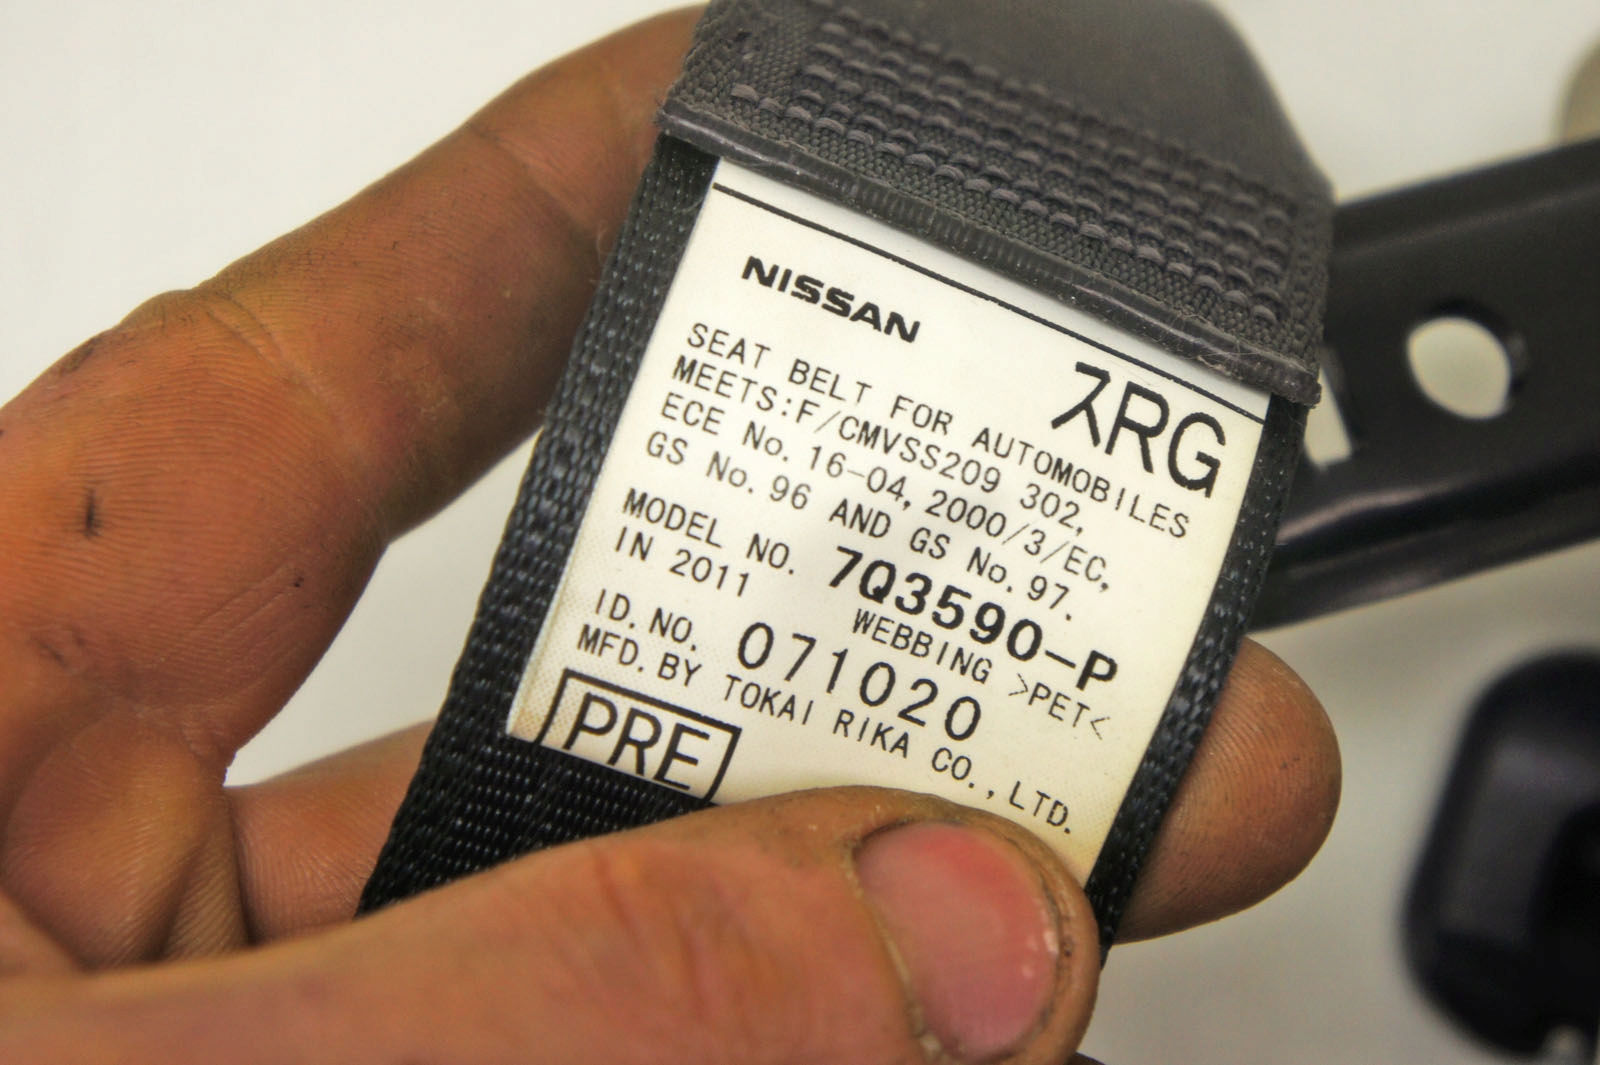 NISSAN
スRG
SEAT BELT FOR AUTOMOBILES
MEETS:F/CMVSS209 302,
ECE No. 16-04, 2000/3/EC,
GS No. 96 AND GS No. 97.
MODEL NO. 7Q3590-P
IN 2011 WEBBING >PET<
ID. NO. 071020
MFD. BY TOKAI RIKA CO., LTD.
PRE